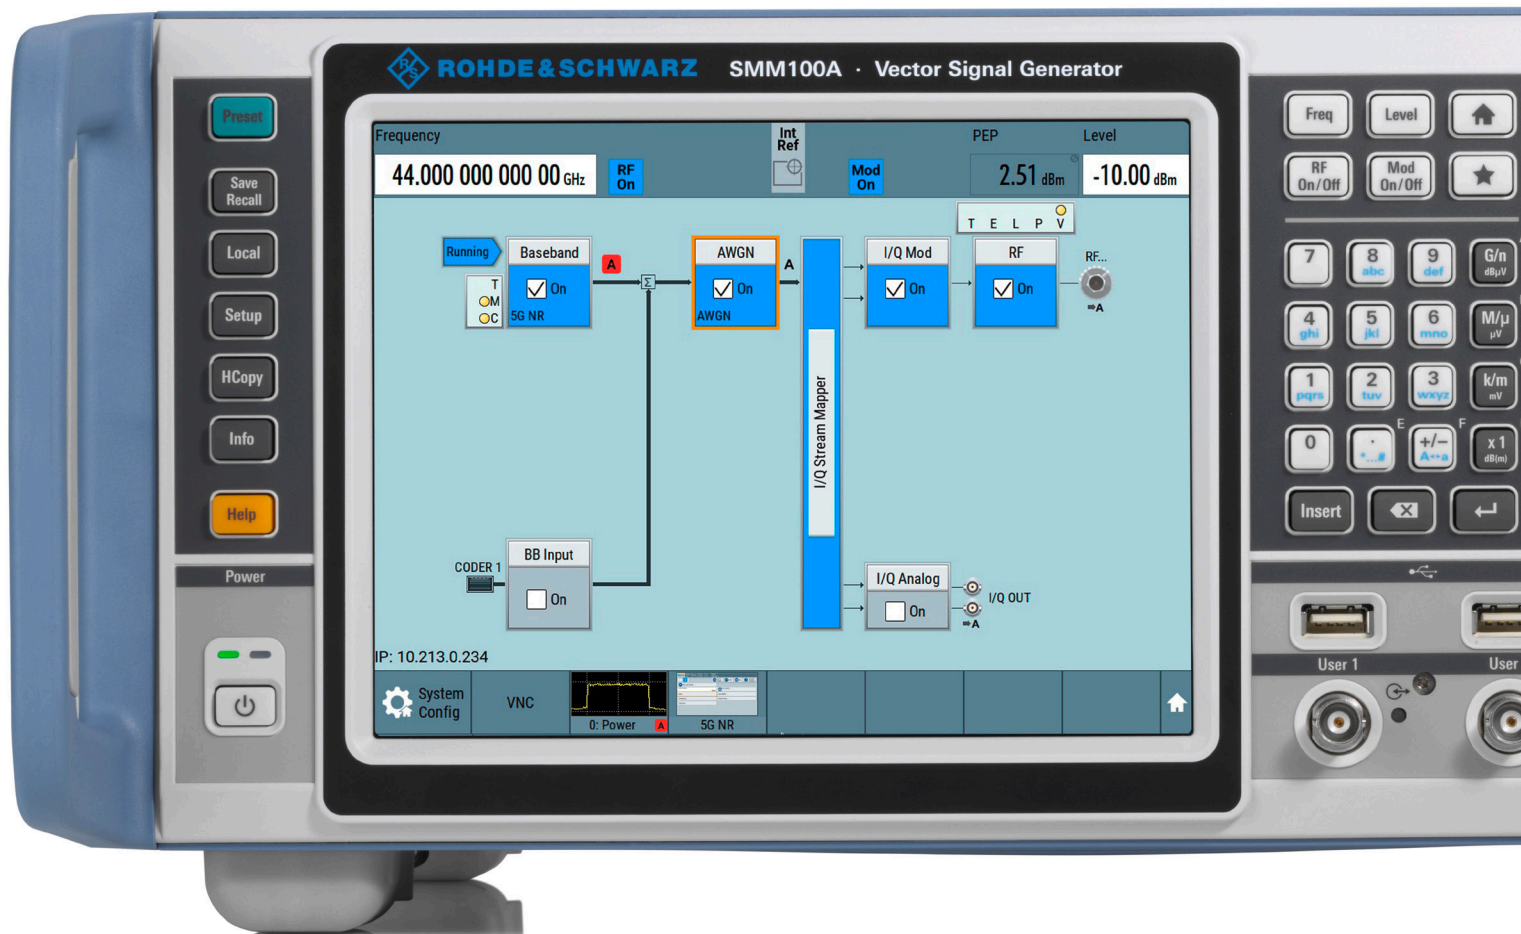 ROHDE & SCHWARZ SMM100A · Vector Signal Generator
Preset
Save
Recall
Local
Setup
HCopy
Info
Help
Power
Frequency
44.000 000 000 00 GHz
RF
On
Int
Ref
Mod
On
PEP
2.51 dBm
Level
-10.00 dBm
T E L P V
Running
Baseband
On
5G NR
T
M
C
A
Σ
AWGN
On
AWGN
A
I/Q Stream Mapper
I/Q Mod
On
RF
On
RF...
⇒A
CODER 1
BB Input
On
I/Q Analog
On
I/Q OUT
⇒A
IP: 10.213.0.234
System
Config
VNC
0: Power A
5G NR
Freq
Level
RF
On/Off
Mod
On/Off
7
8
abc
9
def
G/n
dBµV
4
ghi
5
jkl
6
mno
M/µ
µV
1
pqrs
2
tuv
3
wxyz
k/m
mV
0
.
*...#
E
+/−
A↔a
F
x 1
dB(m)
Insert
User 1
User